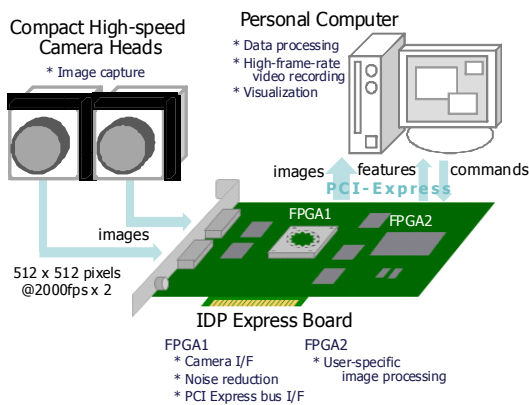 Compact High-speed
Camera Heads
* Image capture
Personal Computer
* Data processing
* High-frame-rate
video recording
* Visualization
images
features
commands
PCI-Express
images
FPGA1
FPGA2
512 x 512 pixels
@2000fps x 2
IDP Express Board
FPGA1
* Camera I/F
* Noise reduction
* PCI Express bus I/F
FPGA2
* User-specific
image processing